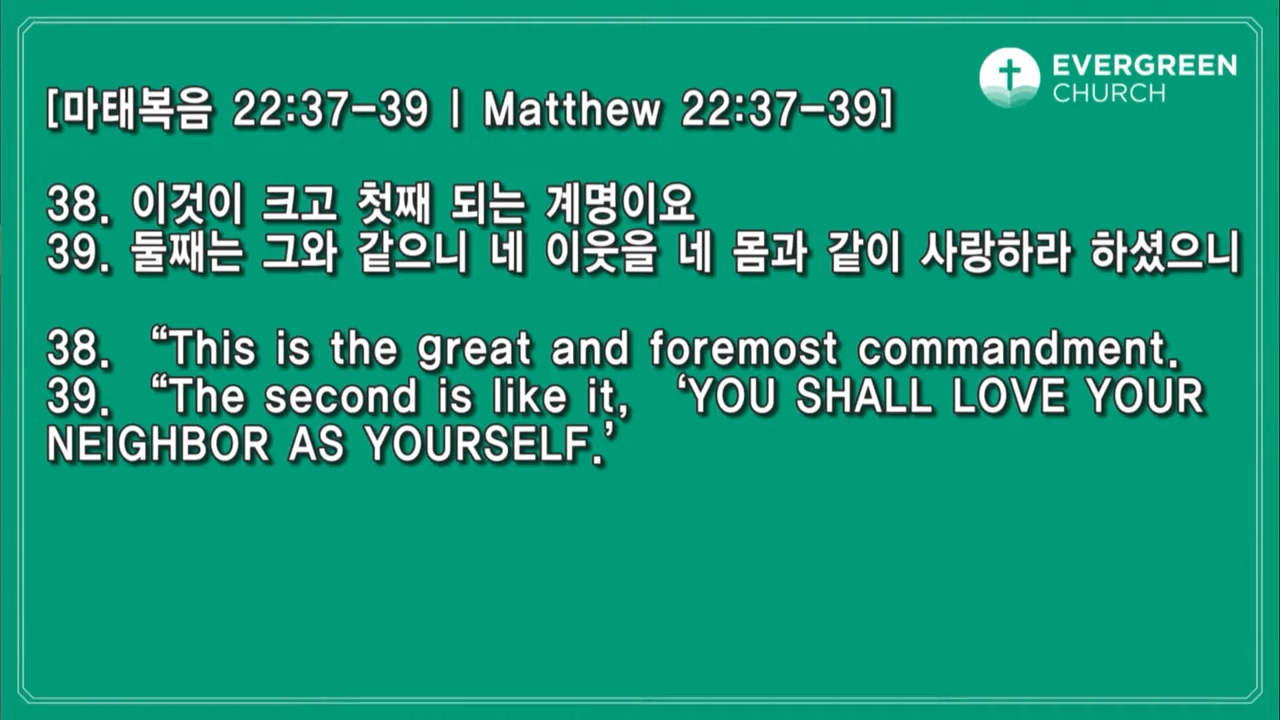 EVERGREEN
CHURCH
[마태복음 22:37-39 | Matthew 22:37-39]
38. 이것이 크고 첫째 되는 계명이요
39. 둘째는 그와 같으니 네 이웃을 네 몸과 같이 사랑하라 하셨으니
38. “This is the great and foremost commandment.
39. “The second is like it, ‘YOU SHALL LOVE YOUR
NEIGHBOR AS YOURSELF.’